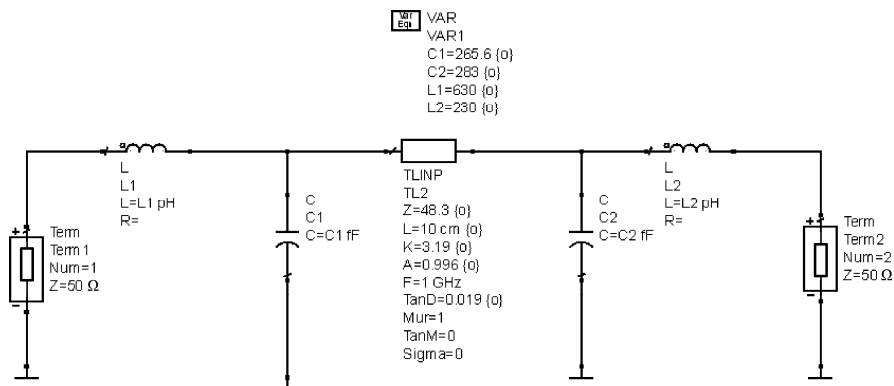 Var
Eqn
VAR
VAR1
C1=265.6 {o}
C2=283 {o}
L1=630 {o}
L2=230 {o}
L
L1
L=L1 pH
R=
C
C1
C=C1 fF
TLINP
TL2
Z=48.3 {o}
L=10 cm {o}
K=3.19 {o}
A=0.996 {o}
F=1 GHz
TanD=0.019 {o}
Mur=1
TanM=0
Sigma=0
C
C2
C=C2 fF
L
L2
L=L2 pH
R=
Term
Term1
Num=1
Z=50 Ω
Term
Term2
Num=2
Z=50 Ω